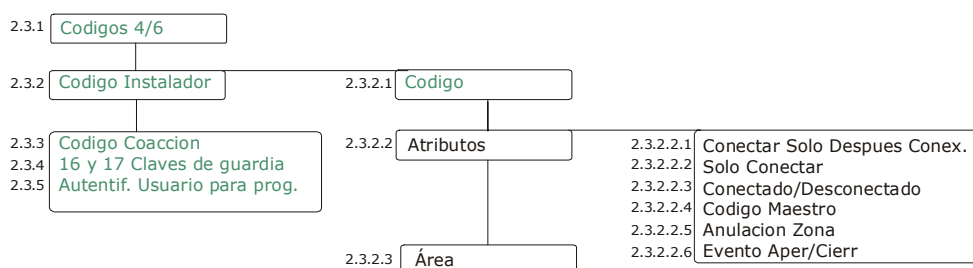 2.3.1 Codigos 4/6
2.3.2 Codigo Instalador
2.3.2.1 Codigo
2.3.3 Codigo Coaccion
2.3.4 16 y 17 Claves de guardia
2.3.5 Autentif. Usuario para prog.
2.3.2.2 Atributos
2.3.2.2.1 Conectar Solo Despues Conex.
2.3.2.2.2 Solo Conectar
2.3.2.2.3 Conectado/Desconectado
2.3.2.2.4 Codigo Maestro
2.3.2.2.5 Anulacion Zona
2.3.2.2.6 Evento Aper/Cierr
2.3.2.3 Área